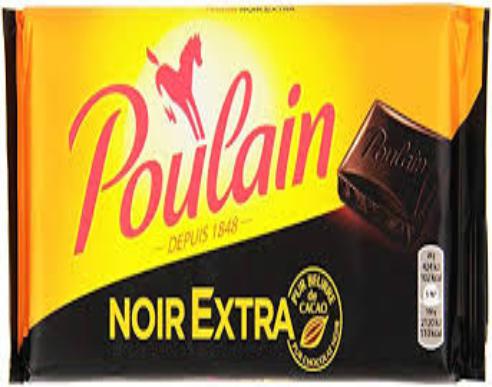 Poulain
DEPUIS 1848
Poulain
NOIR EXTRA
PUR BEURRE
de
CACAO